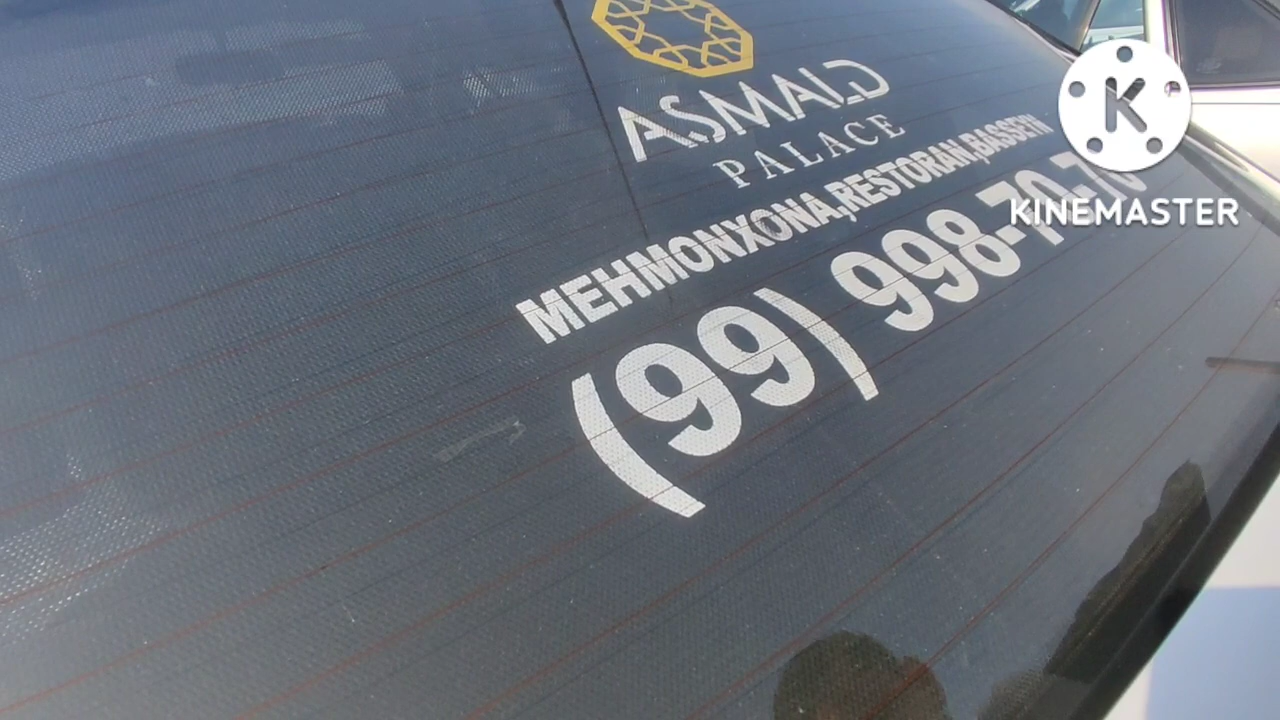 ASMALD
PALACE
MEHMONXONA,RESTORAN,BASSEYN
(99) 998-70-70
K
KINEMASTER